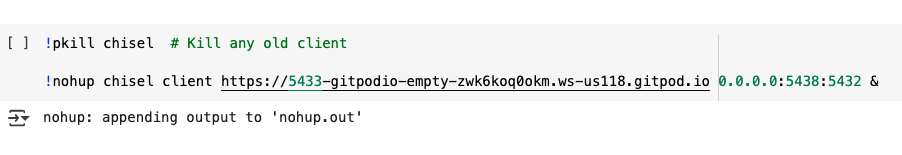 [ ] !pkill chisel  # Kill any old client
!nohup chisel client https://5433-gitpodio-empty-zwk6koq0okm.ws-us118.gitpod.io 0.0.0.0:5438:5432 &
nohup: appending output to 'nohup.out'